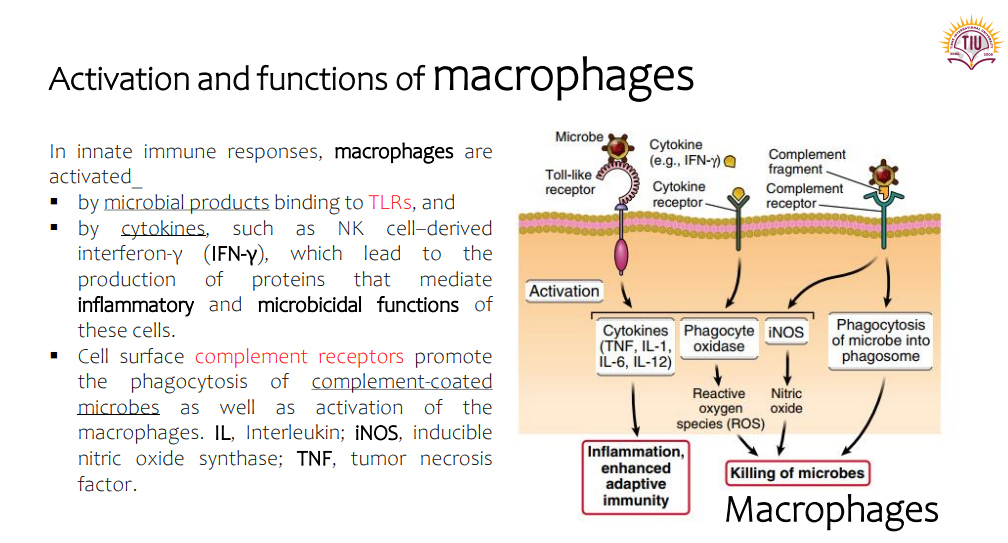 TIU
Activation and functions of macrophages
In innate immune responses, macrophages are
activated_
▪ by microbial products binding to TLRs, and
▪ by cytokines, such as NK cell–derived
interferon-γ (IFN-γ), which lead to the
production of proteins that mediate
inflammatory and microbicidal functions of
these cells.
▪ Cell surface complement receptors promote
the phagocytosis of complement-coated
microbes as well as activation of the
macrophages. IL, Interleukin; iNOS, inducible
nitric oxide synthase; TNF, tumor necrosis
factor.
Microbe
Toll-like
receptor
Cytokine
(e.g., IFN-γ)
Cytokine
receptor
Complement
fragment
Complement
receptor
Activation
Cytokines
(TNF, IL-1,
IL-6, IL-12)
Phagocyte
oxidase
iNOS
Phagocytosis
of microbe into
phagosome
Reactive
oxygen
species (ROS)
Nitric
oxide
Inflammation,
enhanced
adaptive
immunity
Killing of microbes
Macrophages